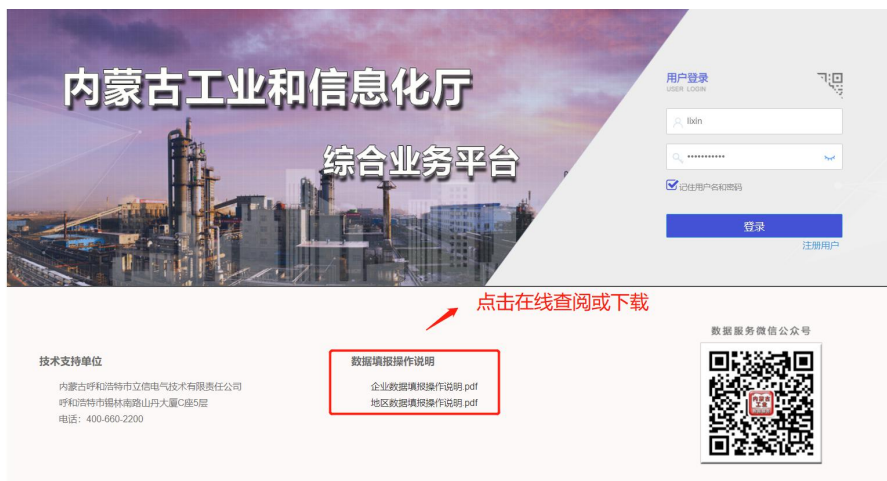 内蒙古工业和信息化厅
综合业务平台
用户登录
USER LOGIN
lixin
•••••••••••
记住用户名和密码
登录
注册用户
点击在线查阅或下载
技术支持单位
内蒙古呼和浩特市立信电气技术有限责任公司
呼和浩特市锡林南路山丹大厦C座5层
电话：400-660-2200
数据填报操作说明
企业数据填报操作说明.pdf
地区数据填报操作说明.pdf
数据服务微信公众号
内蒙古
工业